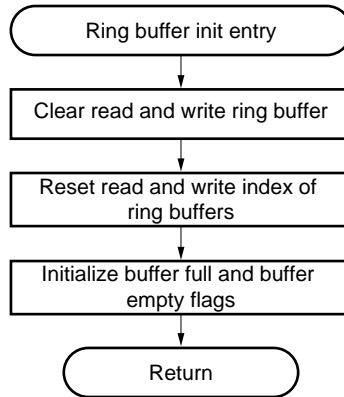 Ring buffer init entry
Clear read and write ring buffer
Reset read and write index of
ring buffers
Initialize buffer full and buffer
empty flags
Return